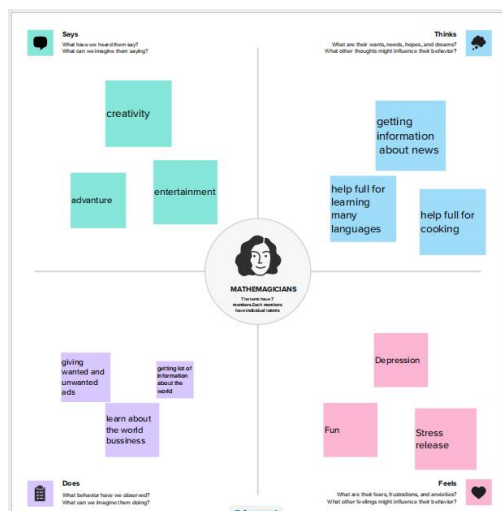 Says
What have we heard them say?
What can we imagine them saying?
Thinks
What are their wants, needs, hopes, and dreams?
What other thoughts might influence their behavior?
creativity
advanture
entertainment
getting
information
about news
help full for
learning
many
languages
help full for
cooking
MATHEMAGICIANS
The team have 7
members.Each members
have individual talents
giving
wanted and
unwanted
ads
getting lot of
information
about the
world
learn about
the world
bussiness
Depression
Fun
Stress
release
Does
What behavior have we observed?
What can we imagine them doing?
Feels
What are their fears, frustrations, and anxieties?
What other feelings might influence their behavior?